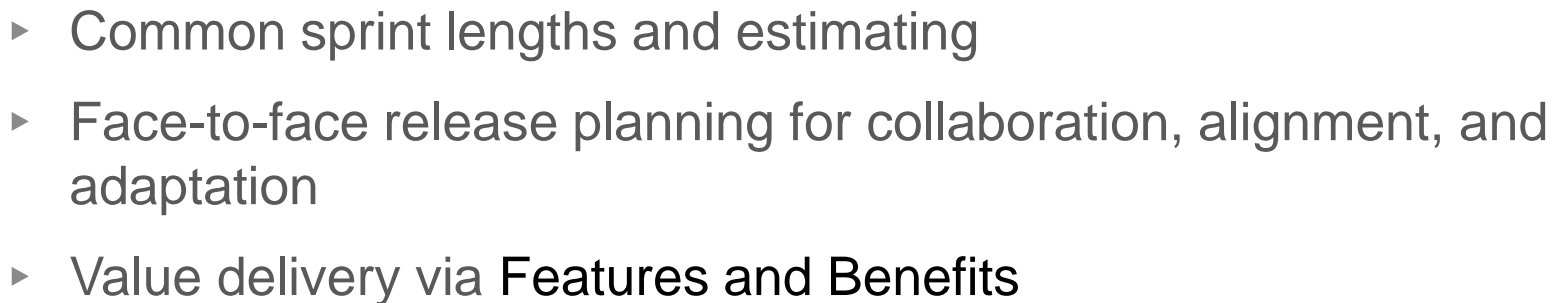 ▸ Common sprint lengths and estimating
▸ Face-to-face release planning for collaboration, alignment, and
adaptation
▸ Value delivery via Features and Benefits